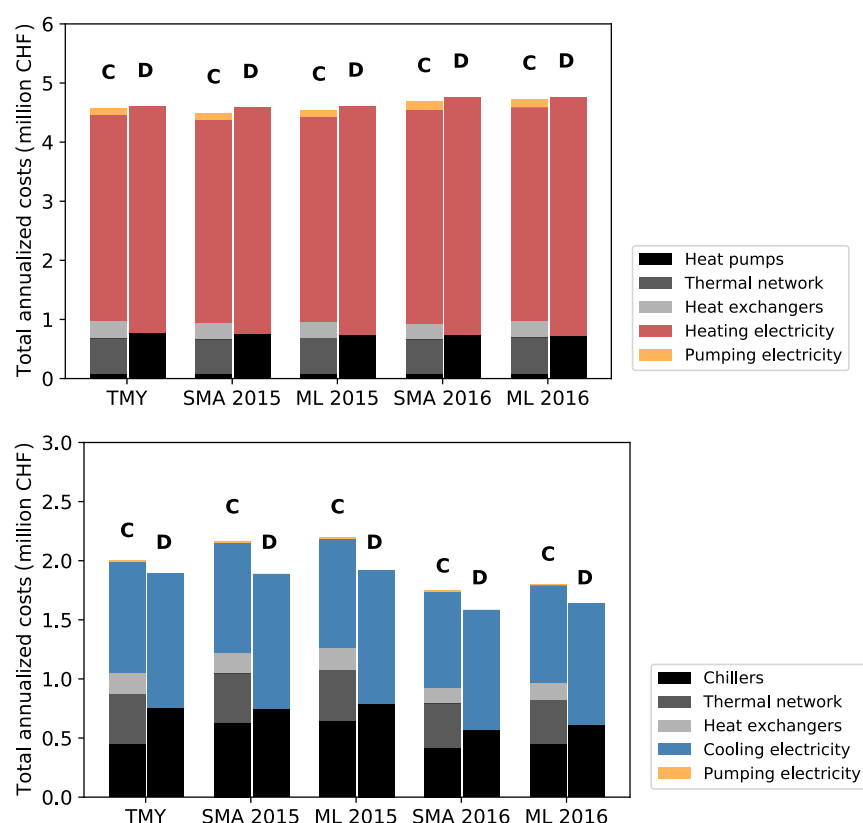 Total annualized costs (million CHF)
6
5
4
3
2
1
0
C D C D C D C D C D
TMY SMA 2015 ML 2015 SMA 2016 ML 2016
Heat pumps
Thermal network
Heat exchangers
Heating electricity
Pumping electricity
Total annualized costs (million CHF)
3.0
2.5
2.0
1.5
1.0
0.5
0.0
C D C D C D C D C D
TMY SMA 2015 ML 2015 SMA 2016 ML 2016
Chillers
Thermal network
Heat exchangers
Cooling electricity
Pumping electricity